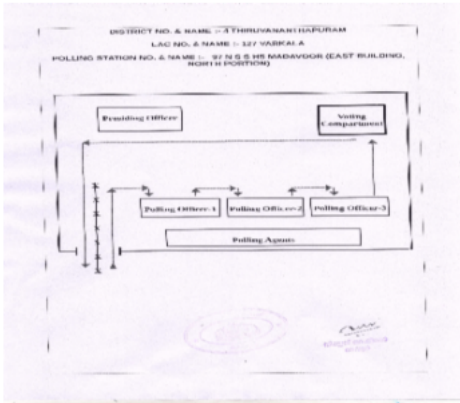 DISTRICT NO. & NAME :- 4 THIRUVANANTHAPURAM
LAC NO. & NAME :- 127 VARKALA
POLLING STATION NO. & NAME :- 97 N S S HS MADAVOOR (EAST BUILDING,
NORTH PORTION)
Presiding Officer
Voting
Compartment
Polling Officer-1
Polling Officer-2
Polling Officer-3
Polling Agents